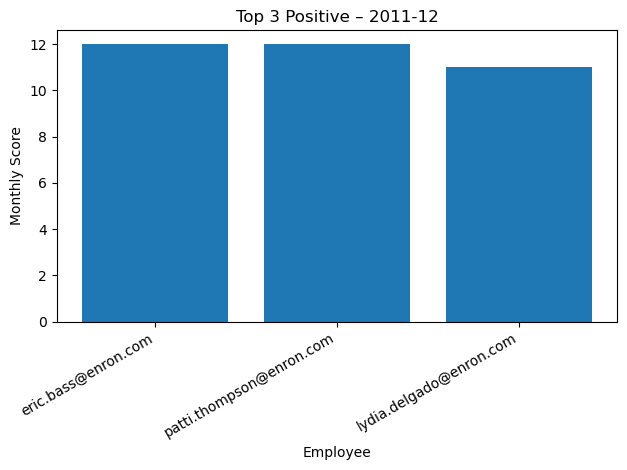 Top 3 Positive – 2011-12
Monthly Score
12
10
8
6
4
2
0
eric.bass@enron.com
patti.thompson@enron.com
lydia.delgado@enron.com
Employee